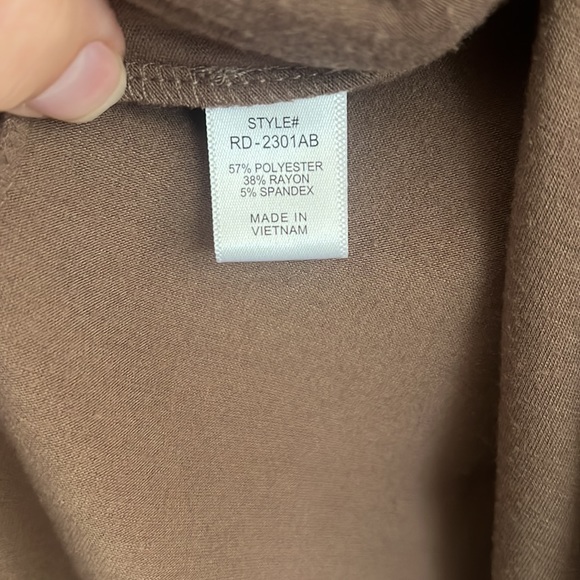 STYLE#
RD-2301AB
57% POLYESTER
38% RAYON
5% SPANDEX
MADE IN
VIETNAM